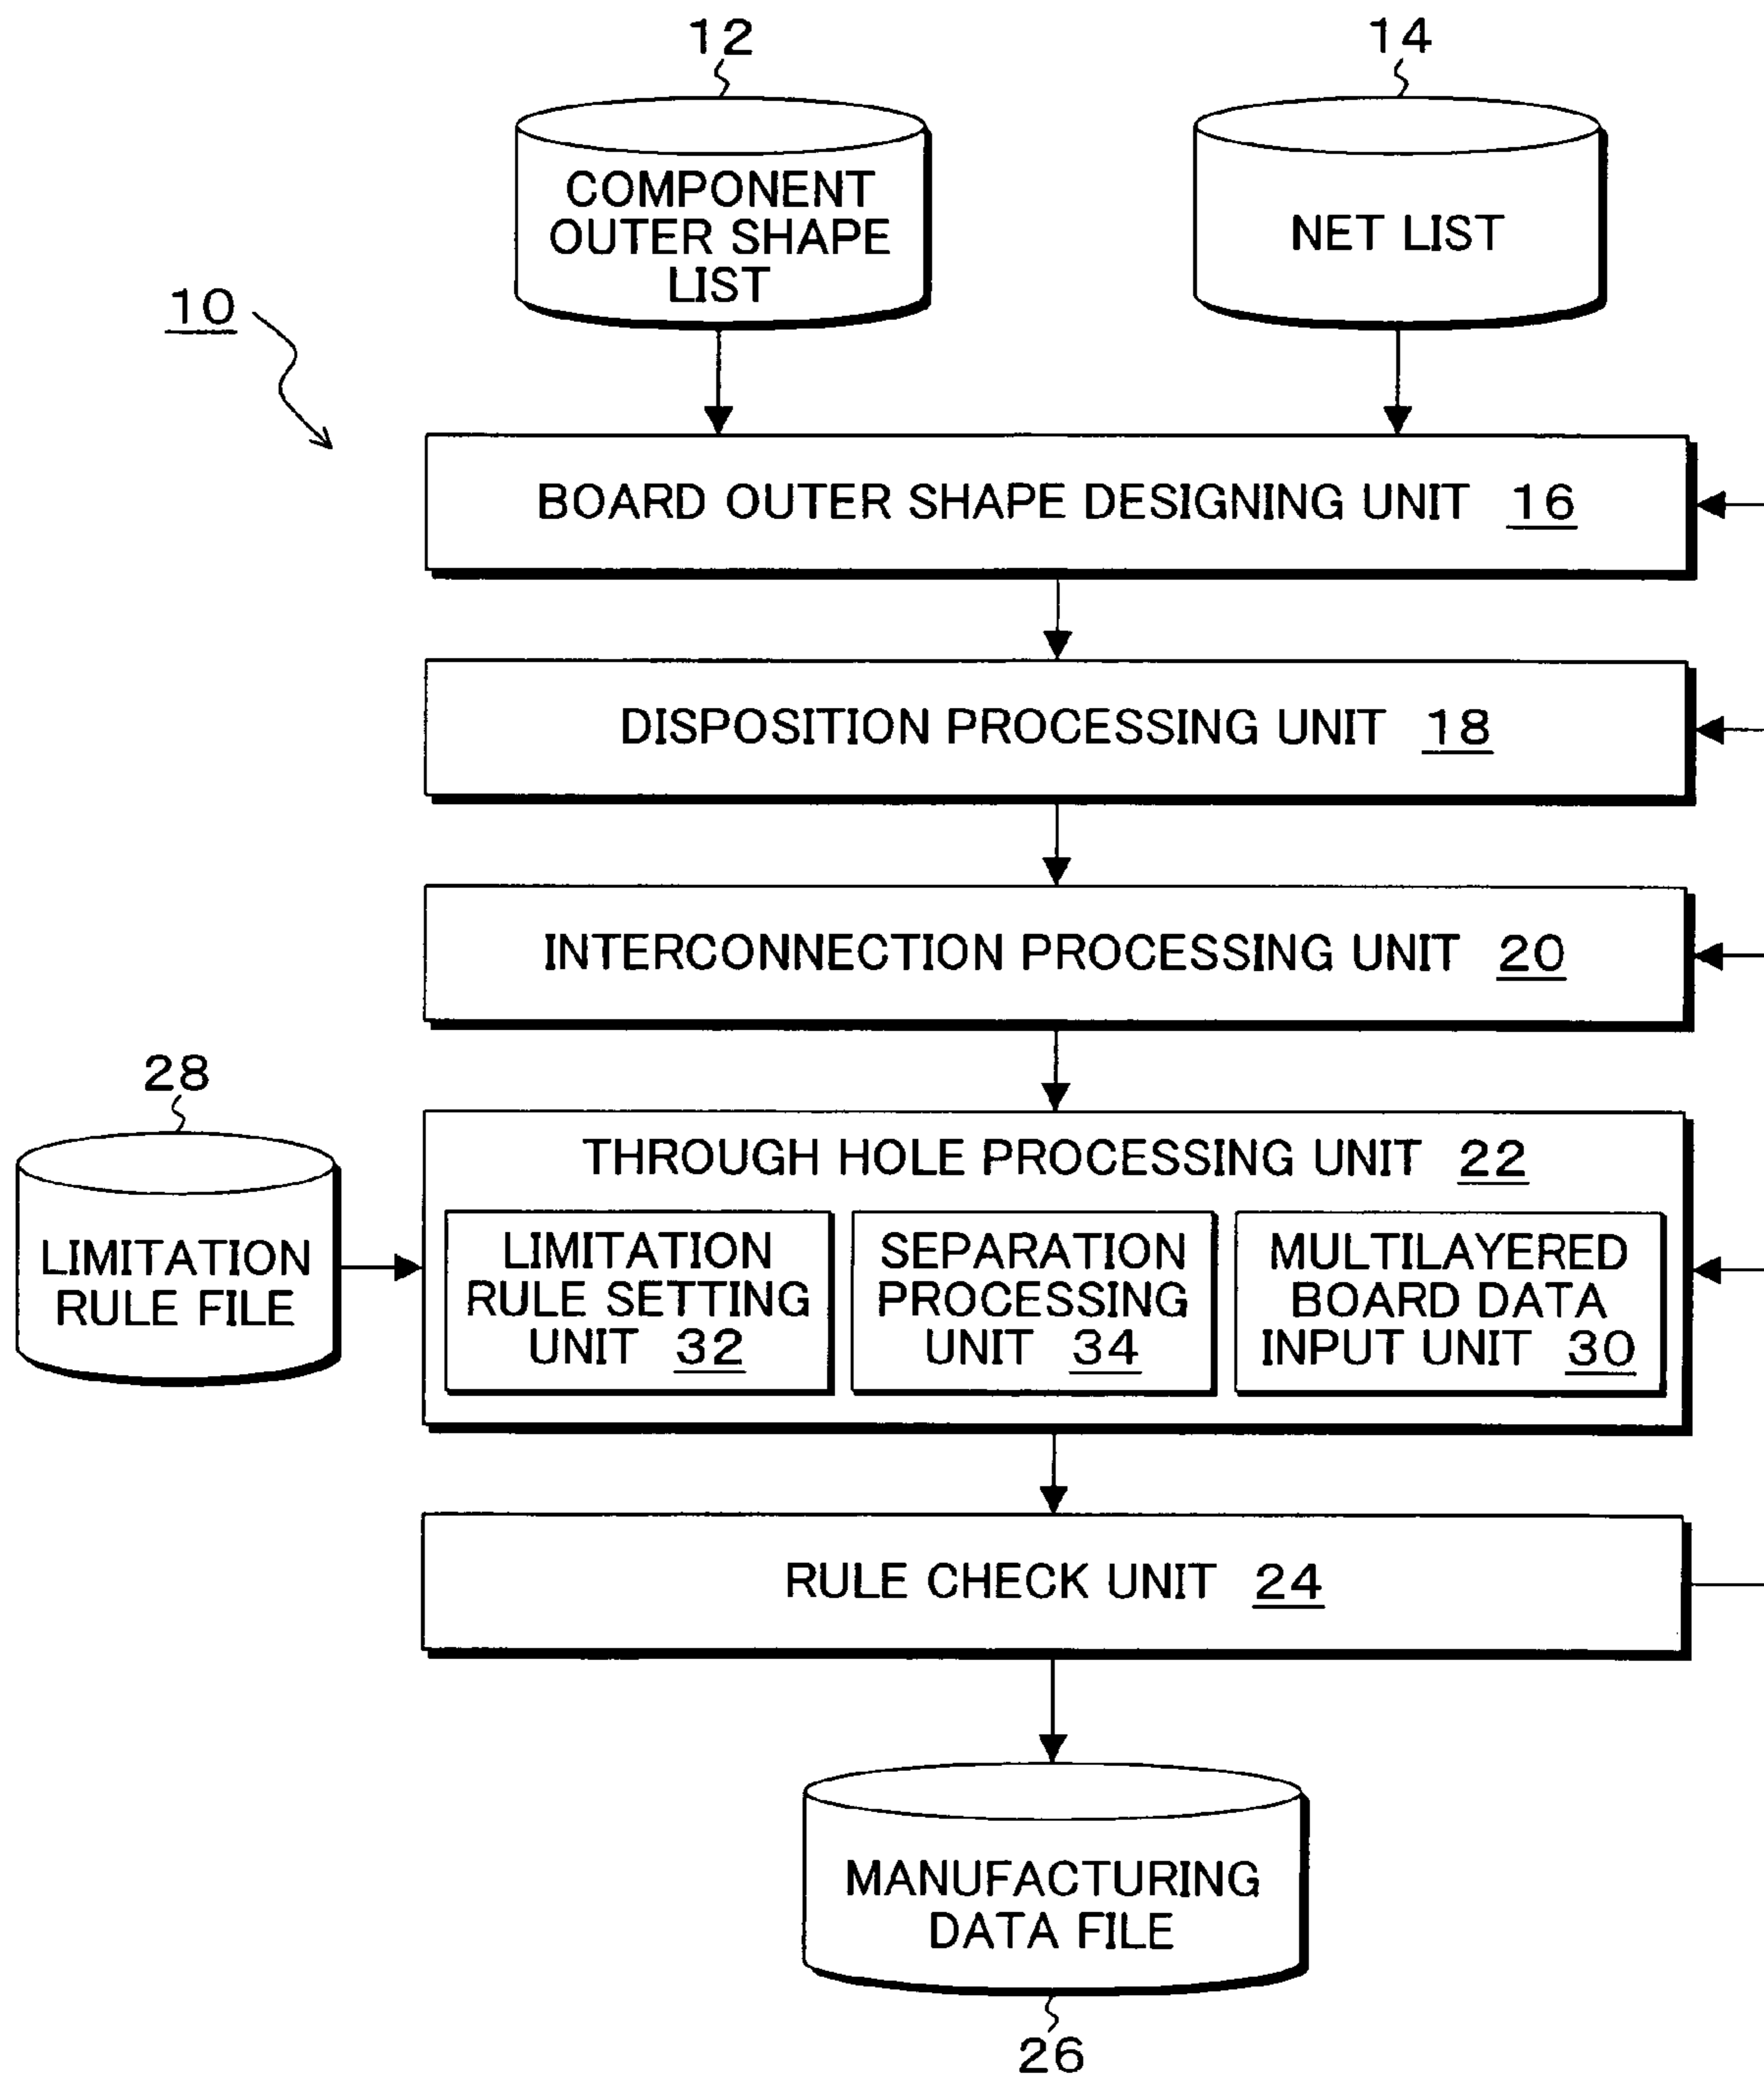 12
14
COMPONENT
OUTER SHAPE
LIST
NET LIST
10
BOARD OUTER SHAPE DESIGNING UNIT 16
DISPOSITION PROCESSING UNIT 18
INTERCONNECTION PROCESSING UNIT 20
28
LIMITATION
RULE FILE
THROUGH HOLE PROCESSING UNIT 22
LIMITATION
RULE SETTING
UNIT 32
SEPARATION
PROCESSING
UNIT 34
MULTILAYERED
BOARD DATA
INPUT UNIT 30
RULE CHECK UNIT 24
MANUFACTURING
DATA FILE
26